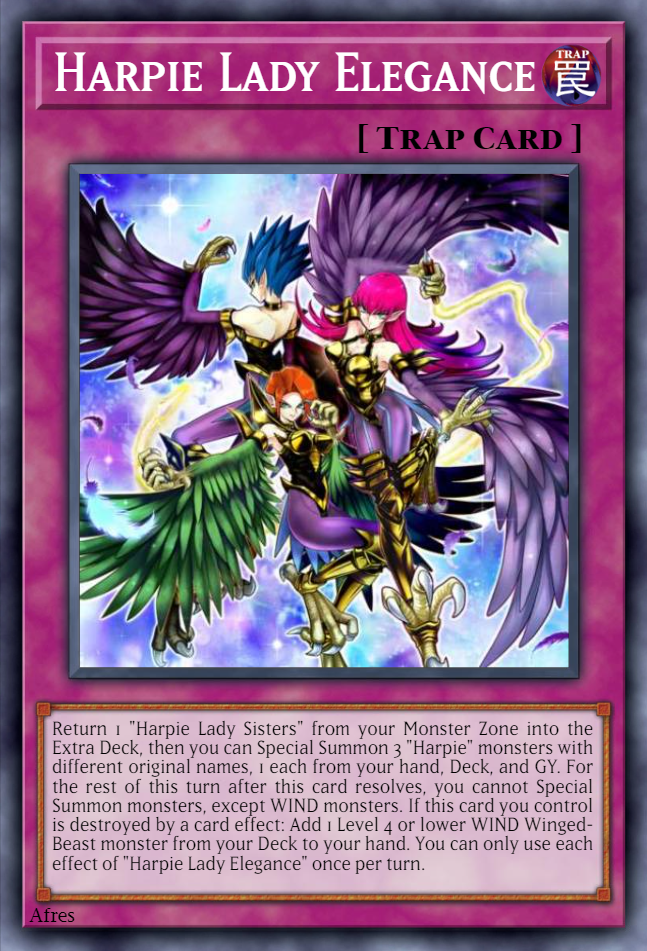 Harpie Lady Elegance
TRAP
罠
[ Trap Card ]
Return 1 "Harpie Lady Sisters" from your Monster Zone into the
Extra Deck, then you can Special Summon 3 "Harpie" monsters with
different original names, 1 each from your hand, Deck, and GY. For
the rest of this turn after this card resolves, you cannot Special
Summon monsters, except WIND monsters. If this card you control
is destroyed by a card effect: Add 1 Level 4 or lower WIND Winged-
Beast monster from your Deck to your hand. You can only use each
effect of "Harpie Lady Elegance" once per turn.
Afres